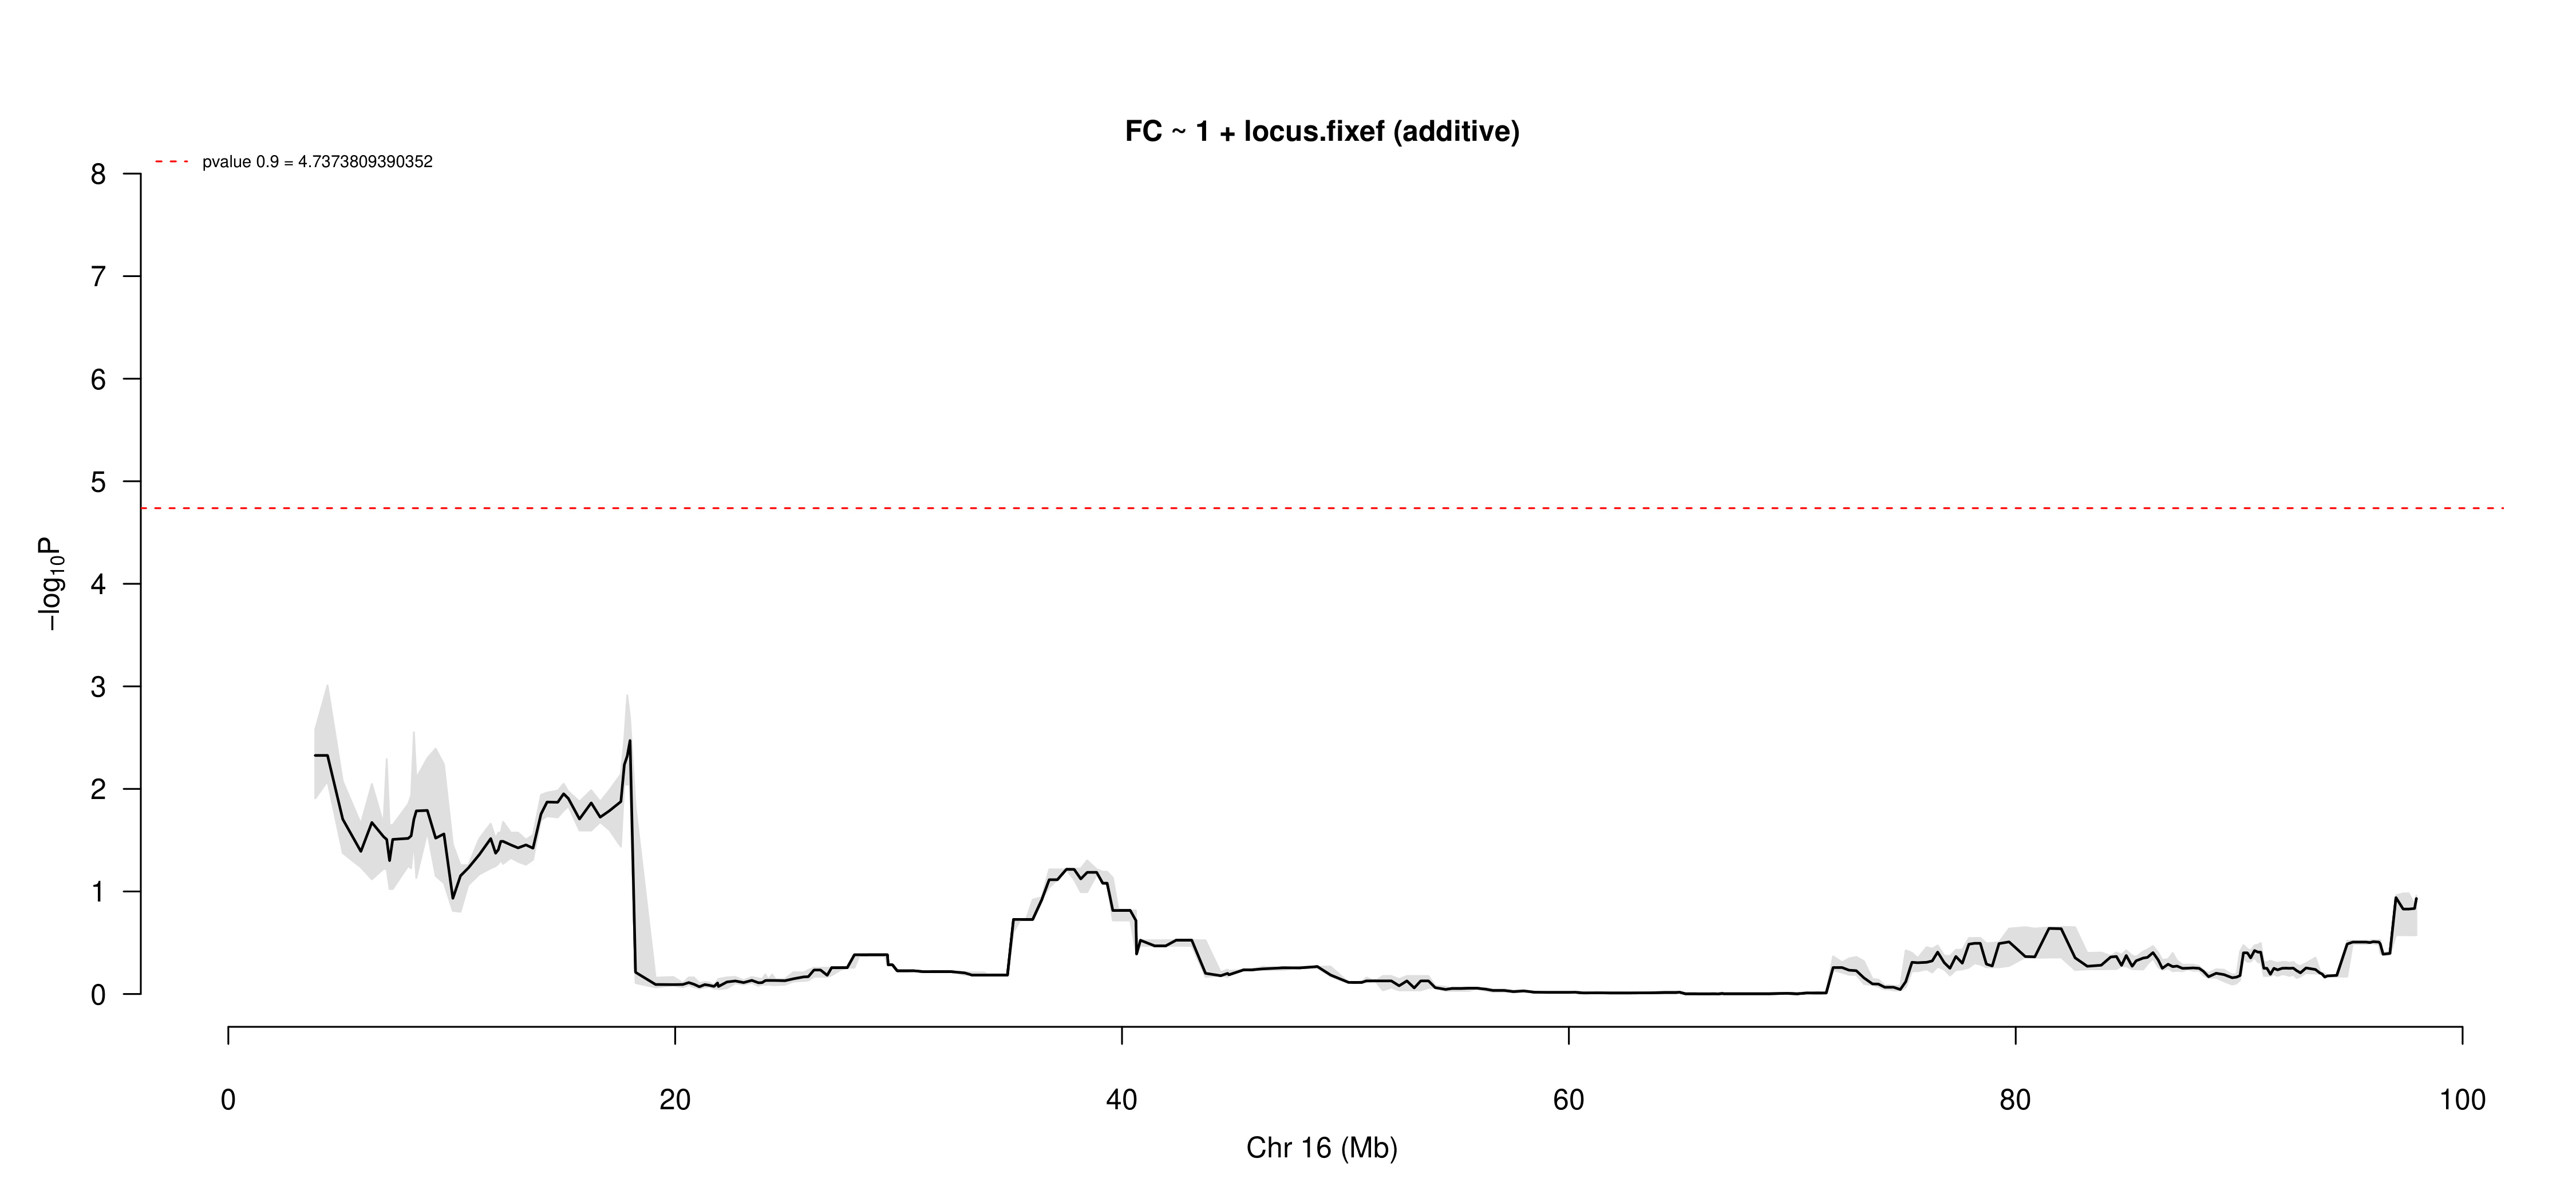 FC ~ 1 + locus.fixef (additive)
pvalue 0.9 = 4.7373809390352
8
7
6
5
4
3
2
1
0
−log10P
0 20 40 60 80 100
Chr 16 (Mb)